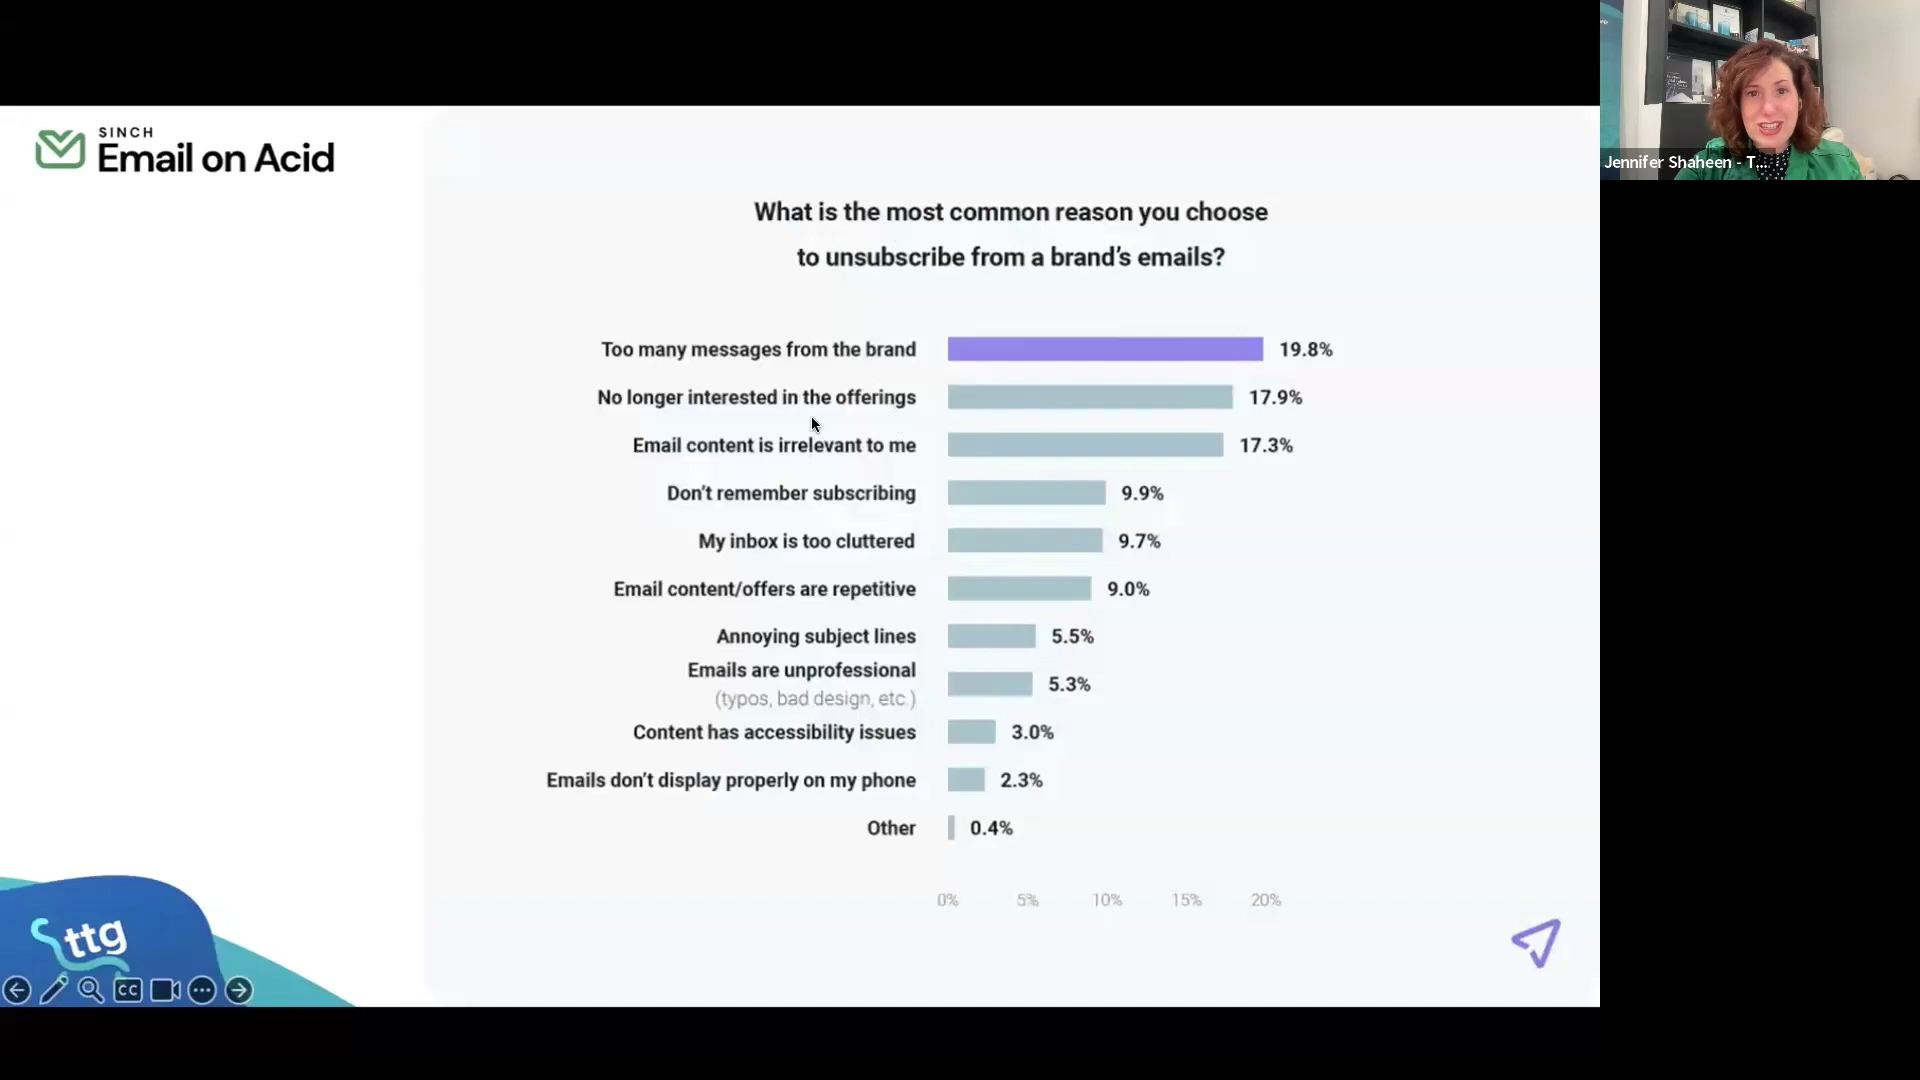 SINCH
Email on Acid
What is the most common reason you choose
to unsubscribe from a brand’s emails?
Too many messages from the brand 19.8%
No longer interested in the offerings 17.9%
Email content is irrelevant to me 17.3%
Don’t remember subscribing 9.9%
My inbox is too cluttered 9.7%
Email content/offers are repetitive 9.0%
Annoying subject lines 5.5%
Emails are unprofessional
(typos, bad design, etc.) 5.3%
Content has accessibility issues 3.0%
Emails don’t display properly on my phone 2.3%
Other 0.4%
0% 5% 10% 15% 20%
ttg
CC
Jennifer Shaheen - T...